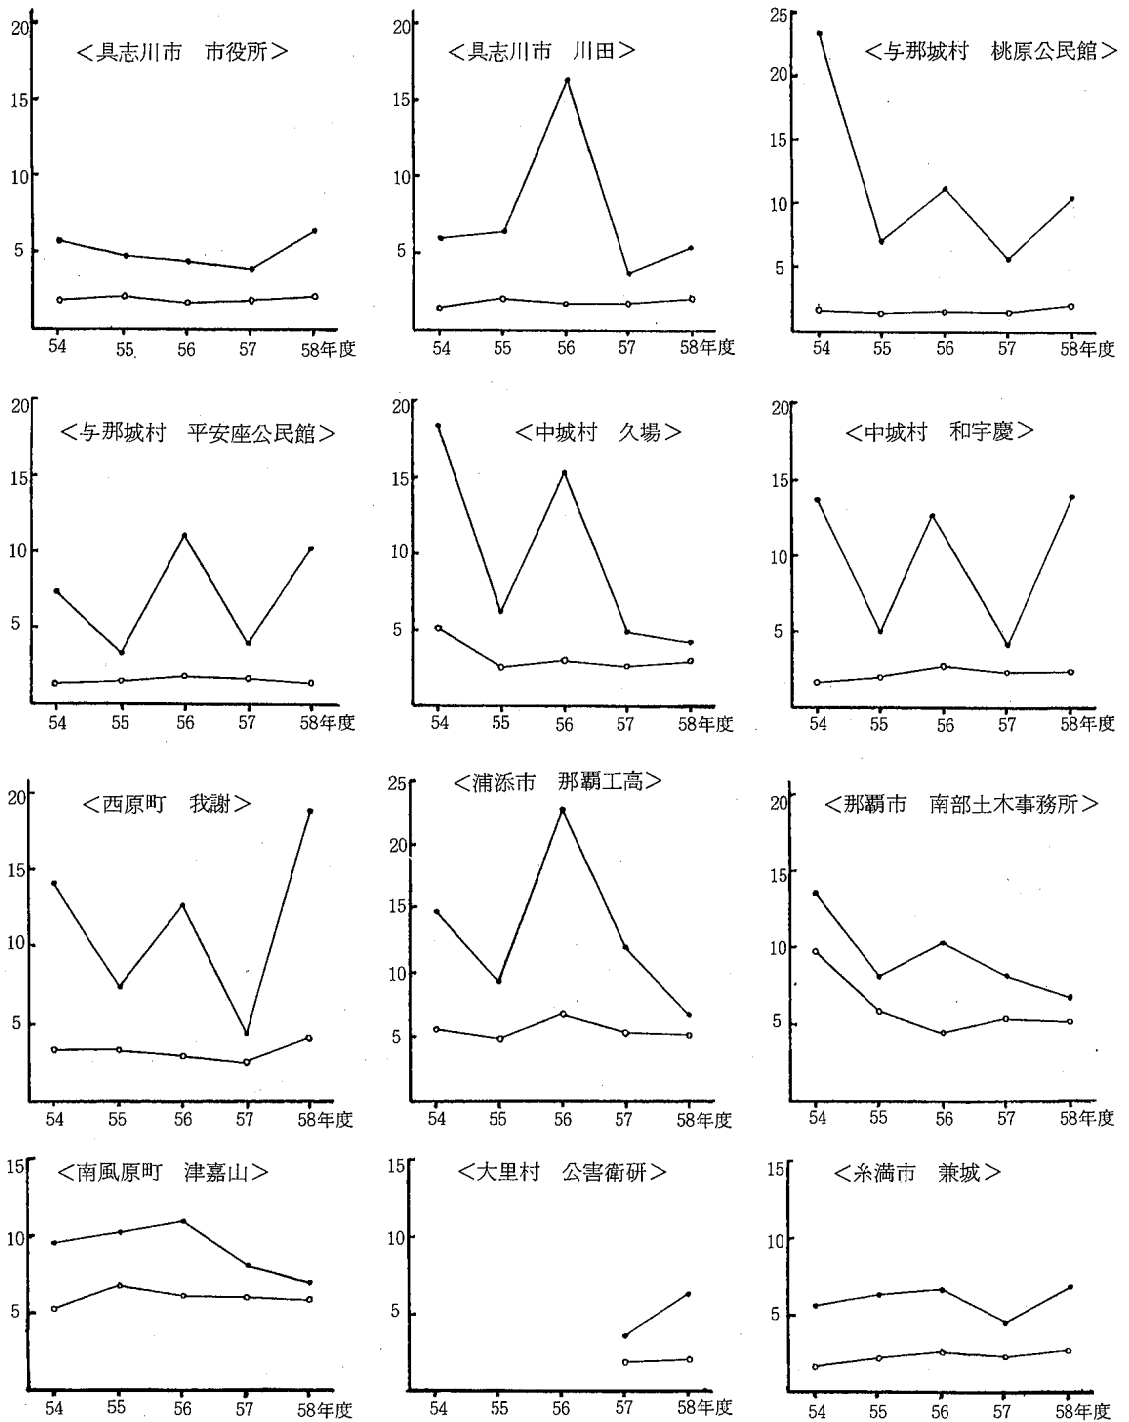 20
15
10
5
＜具志川市　市役所＞
54 55 56 57 58年度
20
15
10
5
＜具志川市　川田＞
54 55 56 57 58年度
25
20
15
10
5
＜与那城村　桃原公民館＞
54 55 56 57 58年度
20
15
10
5
＜与那城村　平安座公民館＞
54 55 56 57 58年度
20
15
10
5
＜中城村　久場＞
54 55 56 57 58年度
20
15
10
5
＜中城村　和宇慶＞
54 55 56 57 58年度
20
15
10
5
＜西原町　我謝＞
54 55 56 57 58年度
25
20
15
10
5
＜浦添市　那覇工高＞
54 55 56 57 58年度
20
15
10
5
＜那覇市　南部土木事務所＞
54 55 56 57 58年度
15
10
5
＜南風原町　津嘉山＞
54 55 56 57 58年度
15
10
5
＜大里村　公害衛研＞
54 55 56 57 58年度
15
10
5
＜糸満市　兼城＞
54 55 56 57 58年度